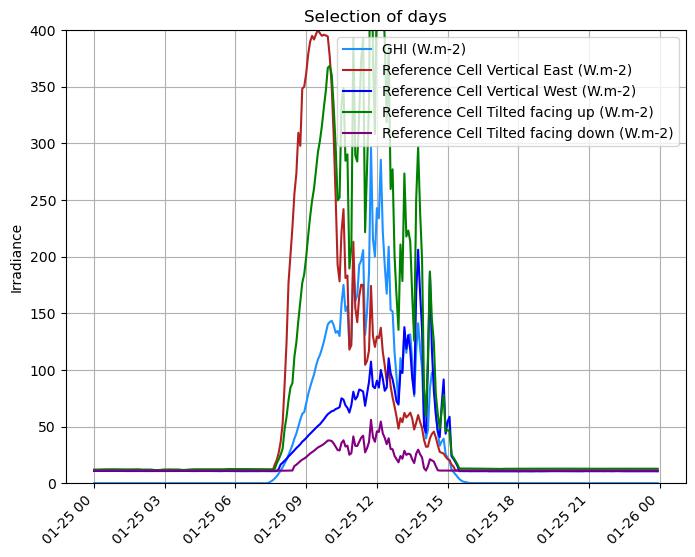 Selection of days
GHI (W.m-2)
Reference Cell Vertical East (W.m-2)
Reference Cell Vertical West (W.m-2)
Reference Cell Tilted facing up (W.m-2)
Reference Cell Tilted facing down (W.m-2)
Irradiance
400
350
300
250
200
150
100
50
0
01-25 00
01-25 03
01-25 06
01-25 09
01-25 12
01-25 15
01-25 18
01-25 21
01-26 00